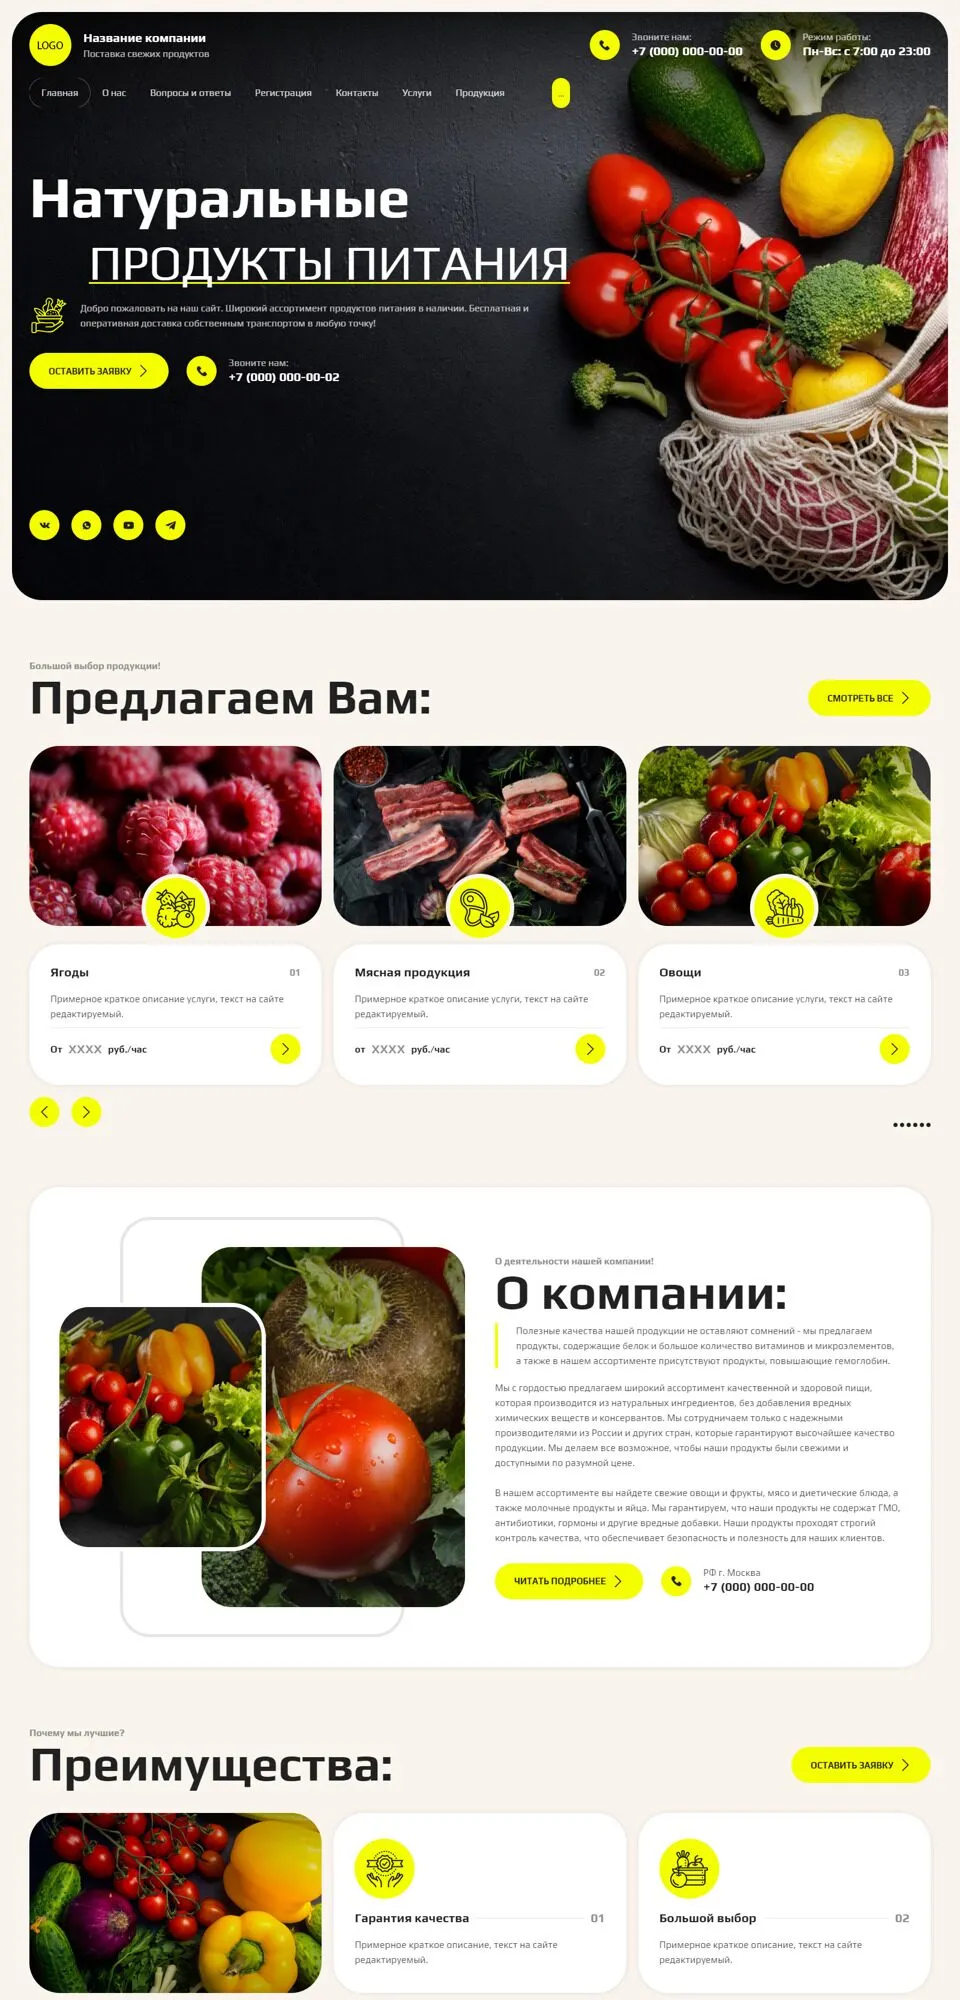 LOGO
Название компании
Поставка свежих продуктов
Звоните нам:
+7 (000) 000-00-00
Режим работы:
Пн-Вс: с 7:00 до 23:00
Главная
О нас
Вопросы и ответы
Регистрация
Контакты
Услуги
Продукция
...
Натуральные
ПРОДУКТЫ ПИТАНИЯ
Добро пожаловать на наш сайт. Широкий ассортимент продуктов питания в наличии. Бесплатная и
оперативная доставка собственным транспортом в любую точку!
ОСТАВИТЬ ЗАЯВКУ
Звоните нам:
+7 (000) 000-00-02
Большой выбор продукции!
Предлагаем Вам:
СМОТРЕТЬ ВСЕ
Ягоды
01
Примерное краткое описание услуги, текст на сайте
редактируемый.
От XXXX руб./час
Мясная продукция
02
Примерное краткое описание услуги, текст на сайте
редактируемый.
от XXXX руб./час
Овощи
03
Примерное краткое описание услуги, текст на сайте
редактируемый.
От XXXX руб./час
О деятельности нашей компании!
О компании:
Полезные качества нашей продукции не оставляют сомнений - мы предлагаем
продукты, содержащие белок и большое количество витаминов и микроэлементов,
а также в нашем ассортименте присутствуют продукты, повышающие гемоглобин.
Мы с гордостью предлагаем широкий ассортимент качественной и здоровой пищи,
которая производится из натуральных ингредиентов, без добавления вредных
химических веществ и консервантов. Мы сотрудничаем только с надежными
производителями из России и других стран, которые гарантируют высочайшее качество
продукции. Мы делаем все возможное, чтобы наши продукты были свежими и
доступными по разумной цене.
В нашем ассортименте вы найдете свежие овощи и фрукты, мясо и диетические блюда, а
также молочные продукты и яйца. Мы гарантируем, что наши продукты не содержат ГМО,
антибиотики, гормоны и другие вредные добавки. Наши продукты проходят строгий
контроль качества, что обеспечивает безопасность и полезность для наших клиентов.
ЧИТАТЬ ПОДРОБНЕЕ
РФ г. Москва
+7 (000) 000-00-00
Почему мы лучшие?
Преимущества:
ОСТАВИТЬ ЗАЯВКУ
Гарантия качества
01
Примерное краткое описание, текст на сайте
редактируемый.
Большой выбор
02
Примерное краткое описание, текст на сайте
редактируемый.